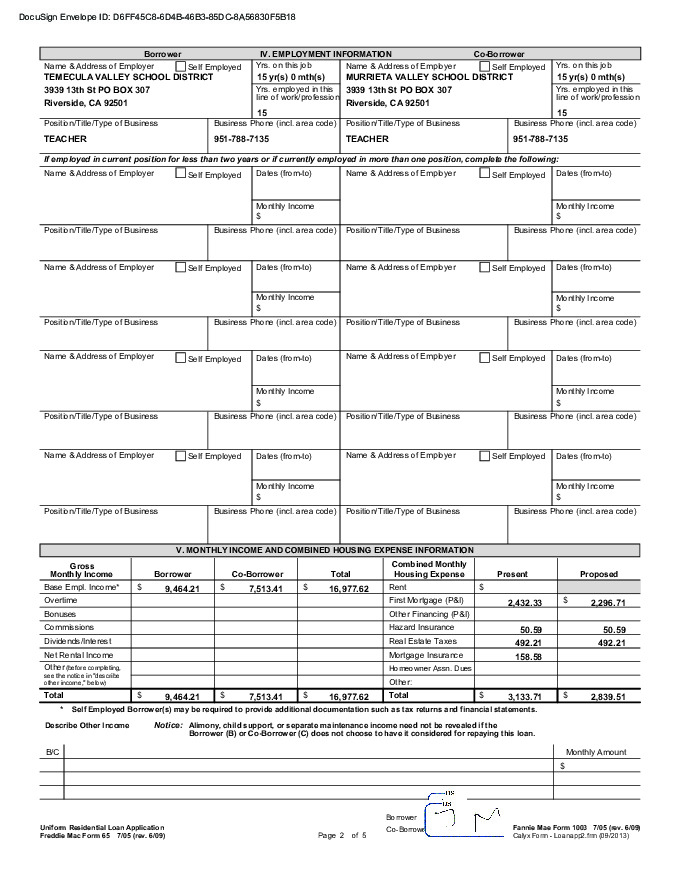 DocuSign Envelope ID: D6FF45C8-6D4B-46B3-85DC-8A56830F5B18
Borrower IV. EMPLOYMENT INFORMATION Co-Borrower
Name & Address of Employer Self Employed Yrs. on this job Name & Address of Employer Self Employed Yrs. on this job
TEMECULA VALLEY SCHOOL DISTRICT 15 yr(s) 0 mth(s) MURRIETA VALLEY SCHOOL DISTRICT 15 yr(s) 0 mth(s)
3939 13th St PO BOX 307 Yrs. employed in this line of work/profession 3939 13th St PO BOX 307 Yrs. employed in this line of work/profession
Riverside, CA 92501 Riverside, CA 92501
15 15
Position/Title/Type of Business Business Phone (incl. area code) Position/Title/Type of Business Business Phone (incl. area code)
TEACHER 951-788-7135 TEACHER 951-788-7135
If employed in current position for less than two years or if currently employed in more than one position, complete the following:
Name & Address of Employer Self Employed Dates (from-to) Name & Address of Employer Self Employed Dates (from-to)
Monthly Income Monthly Income
$ $
Position/Title/Type of Business Business Phone (incl. area code) Position/Title/Type of Business Business Phone (incl. area code)
Name & Address of Employer Self Employed Dates (from-to) Name & Address of Employer Self Employed Dates (from-to)
Monthly Income Monthly Income
$ $
Position/Title/Type of Business Business Phone (incl. area code) Position/Title/Type of Business Business Phone (incl. area code)
Name & Address of Employer Self Employed Dates (from-to) Name & Address of Employer Self Employed Dates (from-to)
Monthly Income Monthly Income
$ $
Position/Title/Type of Business Business Phone (incl. area code) Position/Title/Type of Business Business Phone (incl. area code)
Name & Address of Employer Self Employed Dates (from-to) Name & Address of Employer Self Employed Dates (from-to)
Monthly Income Monthly Income
$ $
Position/Title/Type of Business Business Phone (incl. area code) Position/Title/Type of Business Business Phone (incl. area code)
V. MONTHLY INCOME AND COMBINED HOUSING EXPENSE INFORMATION
Gross Monthly Income Borrower Co-Borrower Total Combined Monthly Housing Expense Present Proposed
Base Empl. Income* $ 9,464.21 $ 7,513.41 $ 16,977.62 Rent $
Overtime First Mortgage (P&I) 2,432.33 $ 2,296.71
Bonuses Other Financing (P&I)
Commissions Hazard Insurance 50.59 50.59
Dividends/Interest Real Estate Taxes 492.21 492.21
Net Rental Income Mortgage Insurance 158.58
Other (before completing, Homeowner Assn. Dues
see the notice in "describe
other income," below) Other:
Total $ 9,464.21 $ 7,513.41 $ 16,977.62 Total $ 3,133.71 $ 2,839.51
* Self Employed Borrower(s) may be required to provide additional documentation such as tax returns and financial statements.
Describe Other Income Notice: Alimony, child support, or separate maintenance income need not be revealed if the
Borrower (B) or Co-Borrower (C) does not choose to have it considered for repaying this loan.
B/C Monthly Amount
$
Borrower
Co-Borrowe
Uniform Residential Loan Application Fannie Mae Form 1003 7/05 (rev. 6/09)
Freddie Mac Form 65 7/05 (rev. 6/09) Page 2 of 5 Calyx Form - Loanapp2.frm (09/2013)